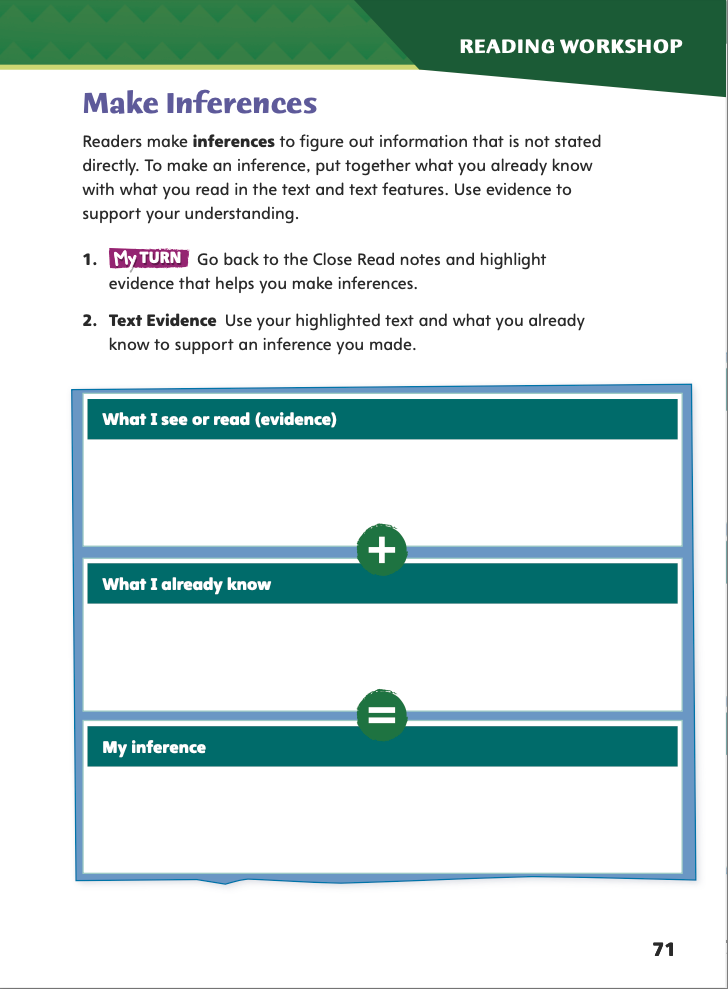 READING WORKSHOP
Make Inferences
Readers make inferences to figure out information that is not stated
directly. To make an inference, put together what you already know
with what you read in the text and text features. Use evidence to
support your understanding.
1. My TURN Go back to the Close Read notes and highlight
evidence that helps you make inferences.
2. Text Evidence Use your highlighted text and what you already
know to support an inference you made.
What I see or read (evidence)
+
What I already know
=
My inference
71